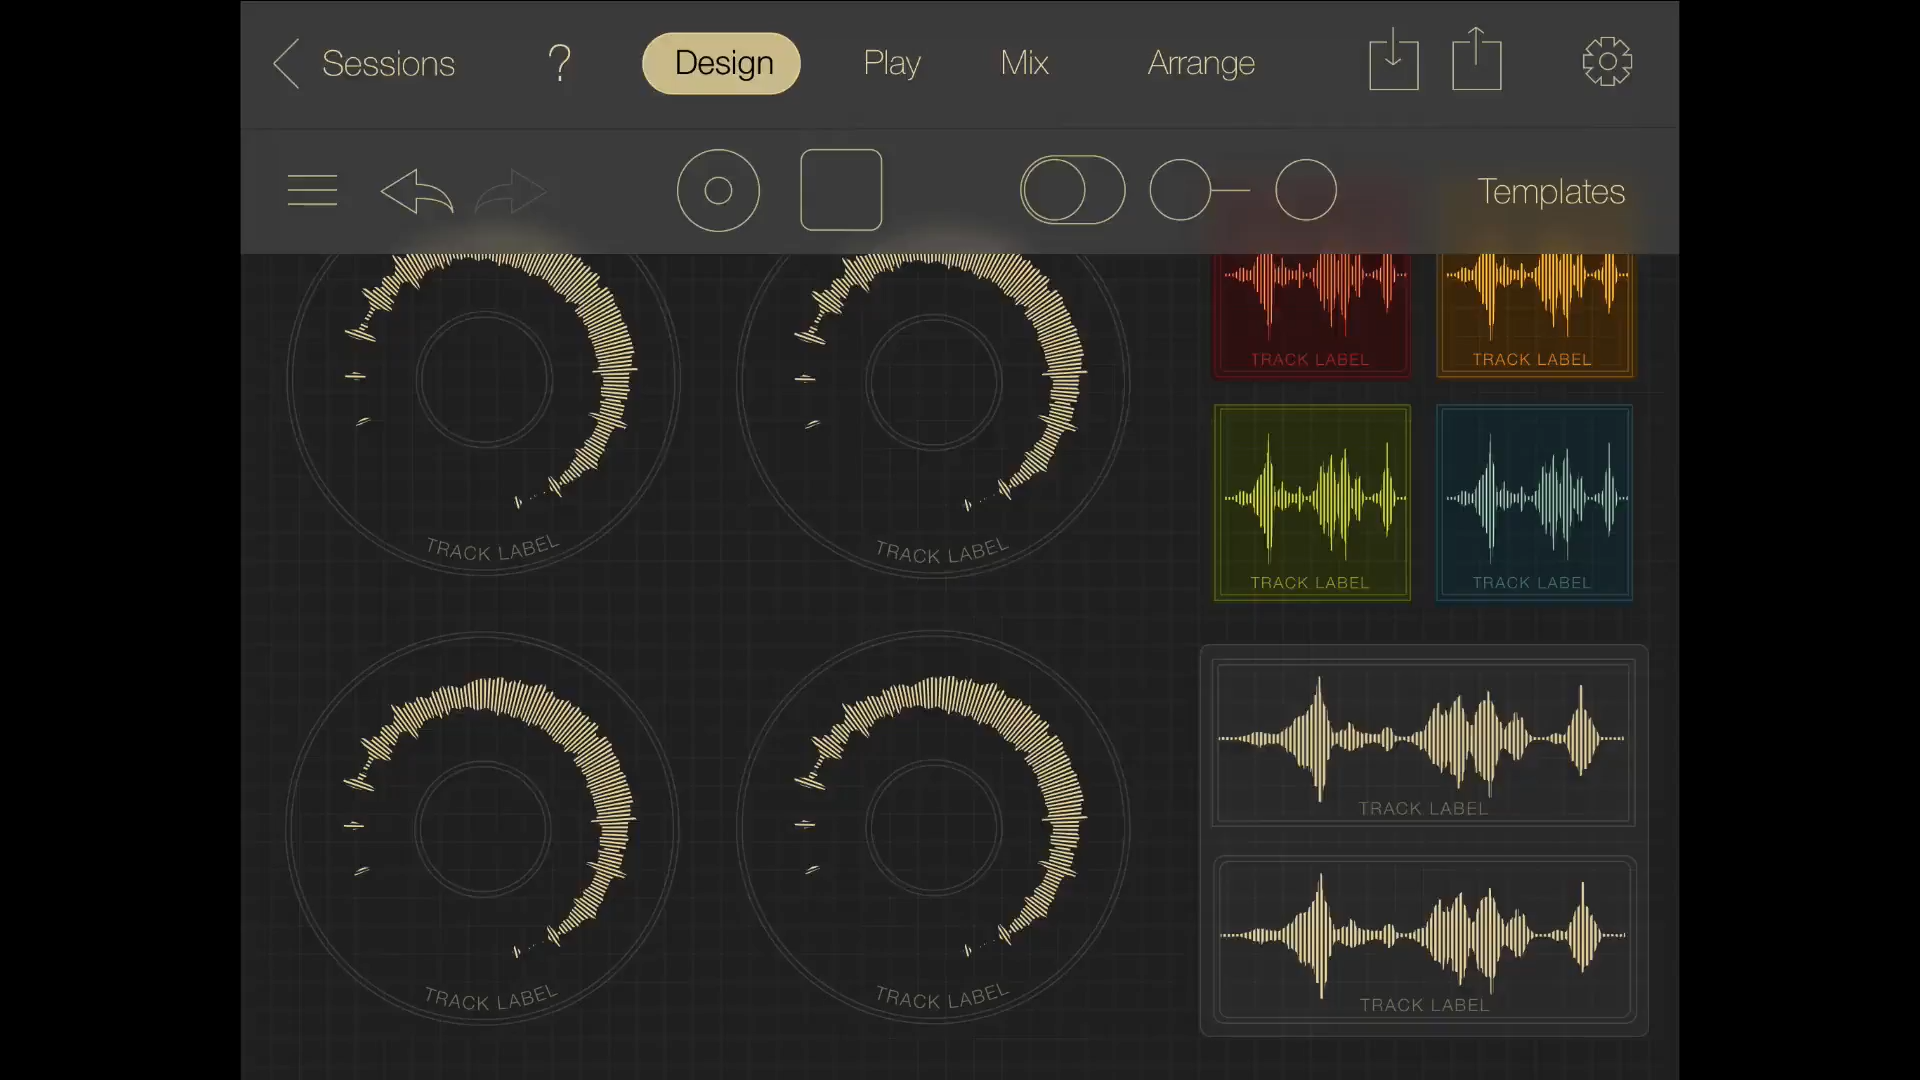 Sessions ? Design Play Mix Arrange
Templates
TRACK LABEL TRACK LABEL
TRACK LABEL TRACK LABEL TRACK LABEL TRACK LABEL
TRACK LABEL
TRACK LABEL TRACK LABEL TRACK LABEL